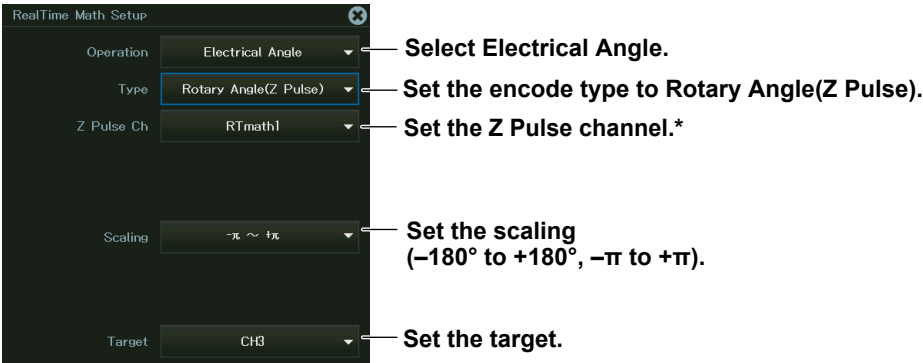 RealTime Math Setup
Operation Electrical Angle Select Electrical Angle.
Type Rotary Angle(Z Pulse) Set the encode type to Rotary Angle(Z Pulse).
Z Pulse Ch RTmath1 Set the Z Pulse channel.*
Scaling -π ～ +π Set the scaling
(–180° to +180°, –π to +π).
Target CH3 Set the target.